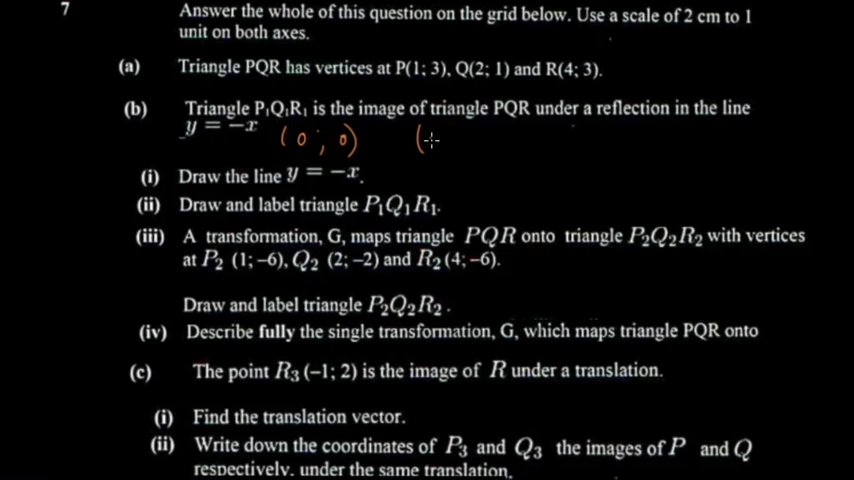 7 Answer the whole of this question on the grid below. Use a scale of 2 cm to 1
unit on both axes.
(a) Triangle PQR has vertices at P(1; 3), Q(2; 1) and R(4; 3).
(b) Triangle P₁Q₁R₁ is the image of triangle PQR under a reflection in the line
y = −x (0 ; 0) (
(i) Draw the line y = −x.
(ii) Draw and label triangle P₁Q₁R₁.
(iii) A transformation, G, maps triangle PQR onto triangle P₂Q₂R₂ with vertices
at P₂ (1; −6), Q₂ (2; −2) and R₂ (4; −6).
Draw and label triangle P₂Q₂R₂ .
(iv) Describe fully the single transformation, G, which maps triangle PQR onto
(c) The point R₃ (−1; 2) is the image of R under a translation.
(i) Find the translation vector.
(ii) Write down the coordinates of P₃ and Q₃ the images of P and Q
respectively, under the same translation.